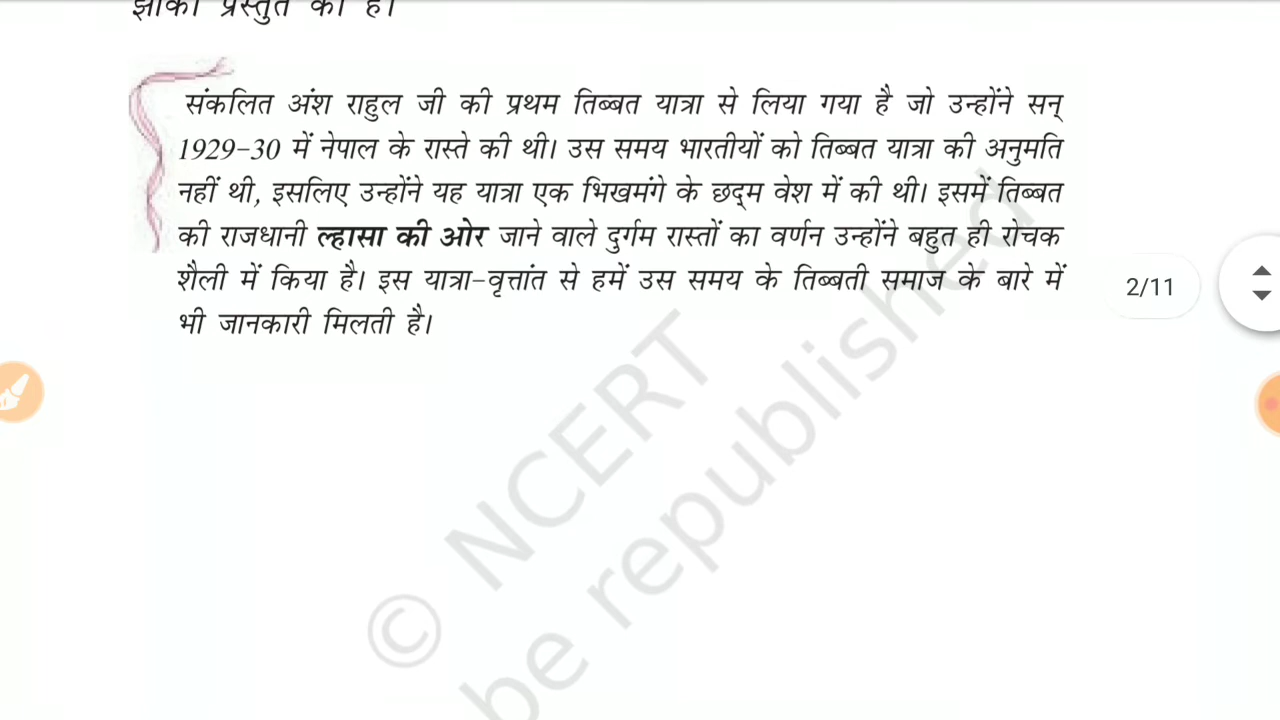 झाँकी प्रस्तुत की है।
संकलित अंश राहुल जी की प्रथम तिब्बत यात्रा से लिया गया है जो उन्होंने सन्
1929-30 में नेपाल के रास्ते की थी। उस समय भारतीयों को तिब्बत यात्रा की अनुमति
नहीं थी, इसलिए उन्होंने यह यात्रा एक भिखमंगे के छद्म वेश में की थी। इसमें तिब्बत
की राजधानी ल्हासा की ओर जाने वाले दुर्गम रास्तों का वर्णन उन्होंने बहुत ही रोचक
शैली में किया है। इस यात्रा-वृत्तांत से हमें उस समय के तिब्बती समाज के बारे में
भी जानकारी मिलती है।
2/11
© NCERT
be republished